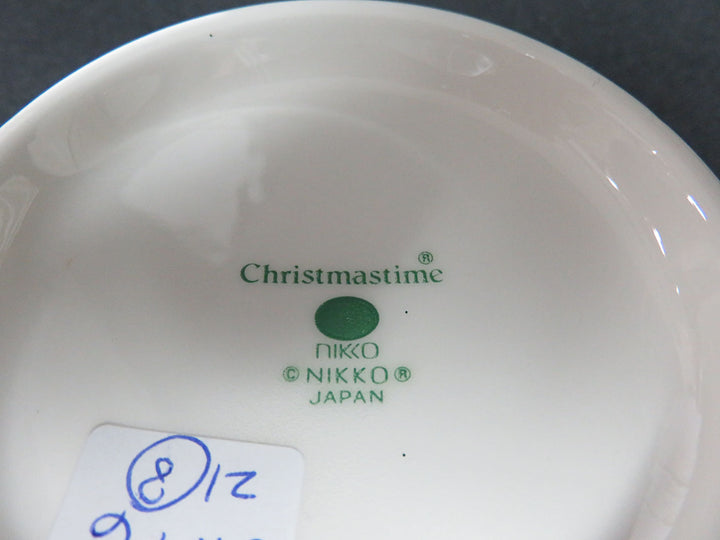 Christmastime®
nikko
© NIKKO ®
JAPAN
8/12